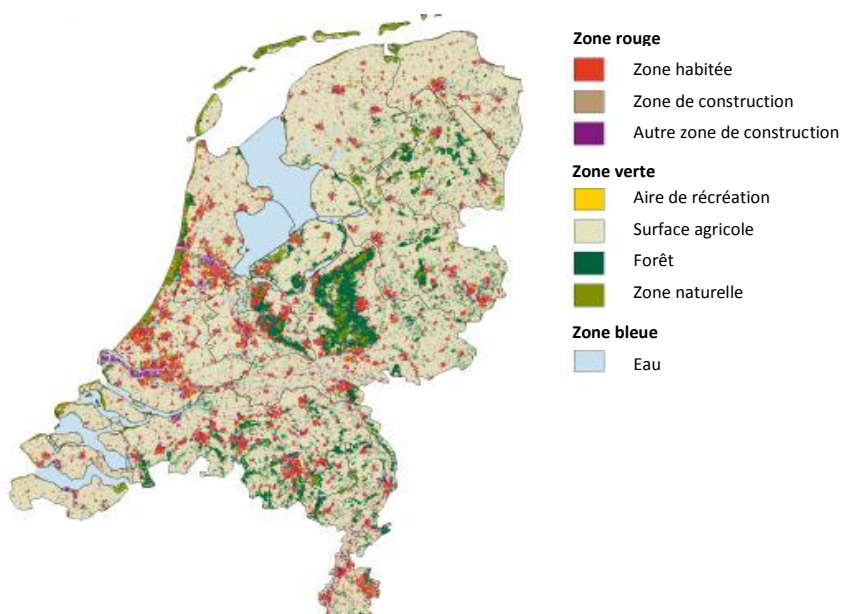 Zone rouge
Zone habitée
Zone de construction
Autre zone de construction
Zone verte
Aire de récréation
Surface agricole
Forêt
Zone naturelle
Zone bleue
Eau